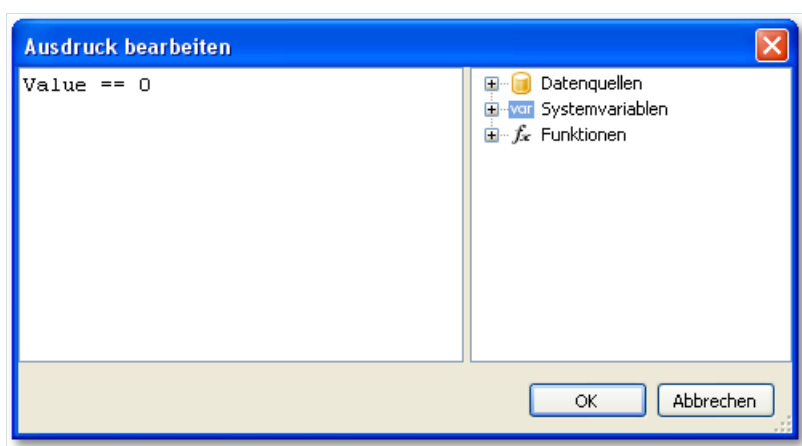 Ausdruck bearbeiten
Value == 0
Datenquellen
var Systemvariablen
fx Funktionen
OK
Abbrechen